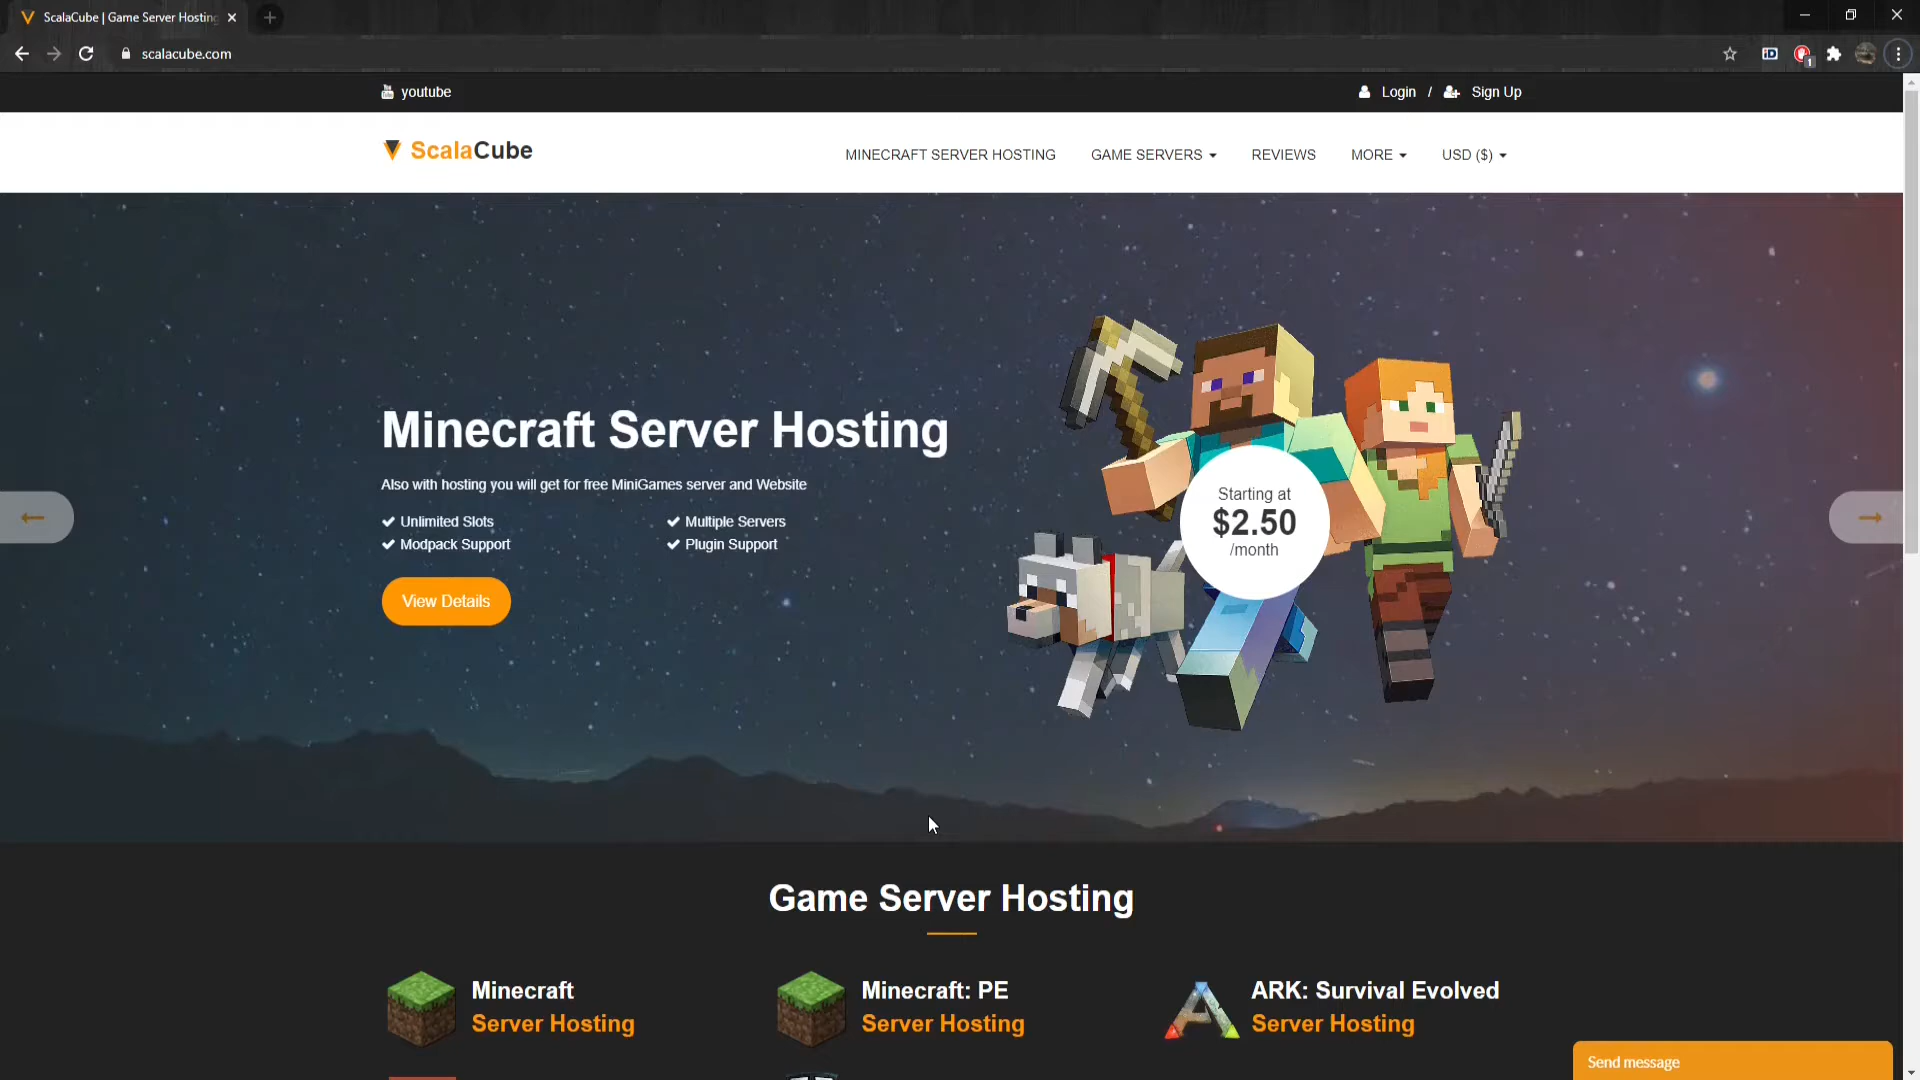 ScalaCube | Game Server Hosting
scalacube.com
1
youtube
Login / Sign Up
ScalaCube
MINECRAFT SERVER HOSTING
GAME SERVERS
REVIEWS
MORE
USD ($)
Minecraft Server Hosting
Also with hosting you will get for free MiniGames server and Website
Unlimited Slots
Multiple Servers
Modpack Support
Plugin Support
View Details
Starting at
$2.50
/month
Game Server Hosting
Minecraft
Server Hosting
Minecraft: PE
Server Hosting
ARK: Survival Evolved
Server Hosting
Send message